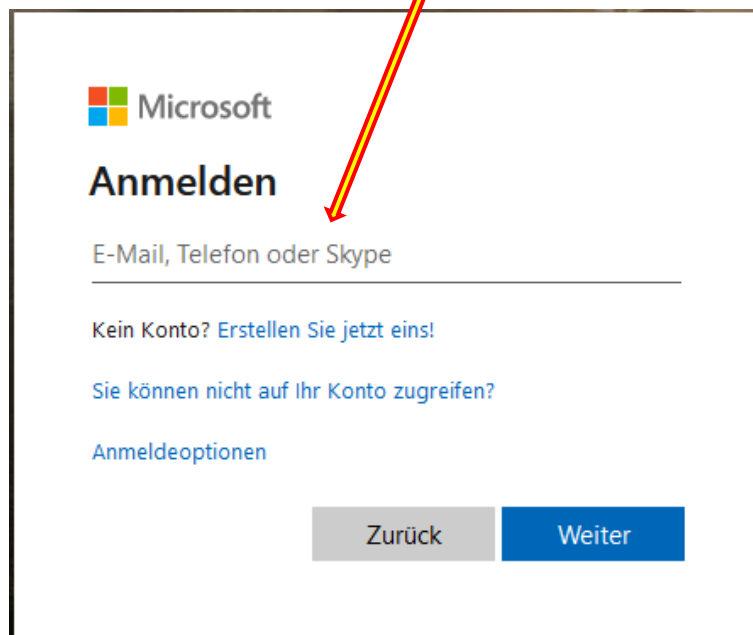 Microsoft
Anmelden
E-Mail, Telefon oder Skype
Kein Konto? Erstellen Sie jetzt eins!
Sie können nicht auf Ihr Konto zugreifen?
Anmeldeoptionen
Zurück Weiter